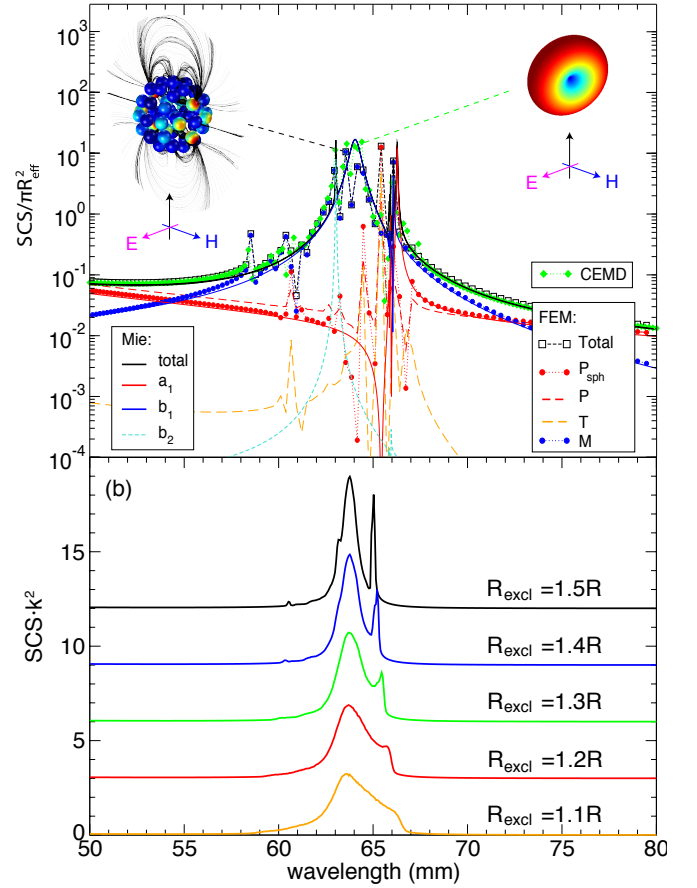 10³
10²
10¹
10⁰
10⁻¹
10⁻²
10⁻³
10⁻⁴
SCS/πR²eff
E
H
E
H
CEMD
Mie:
total
a₁
b₁
b₂
FEM:
Total
Psph
P
T
M
(b)
15
10
5
0
SCS·k²
Rexcl =1.5R
Rexcl =1.4R
Rexcl =1.3R
Rexcl =1.2R
Rexcl =1.1R
50 55 60 65 70 75 80
wavelength (mm)